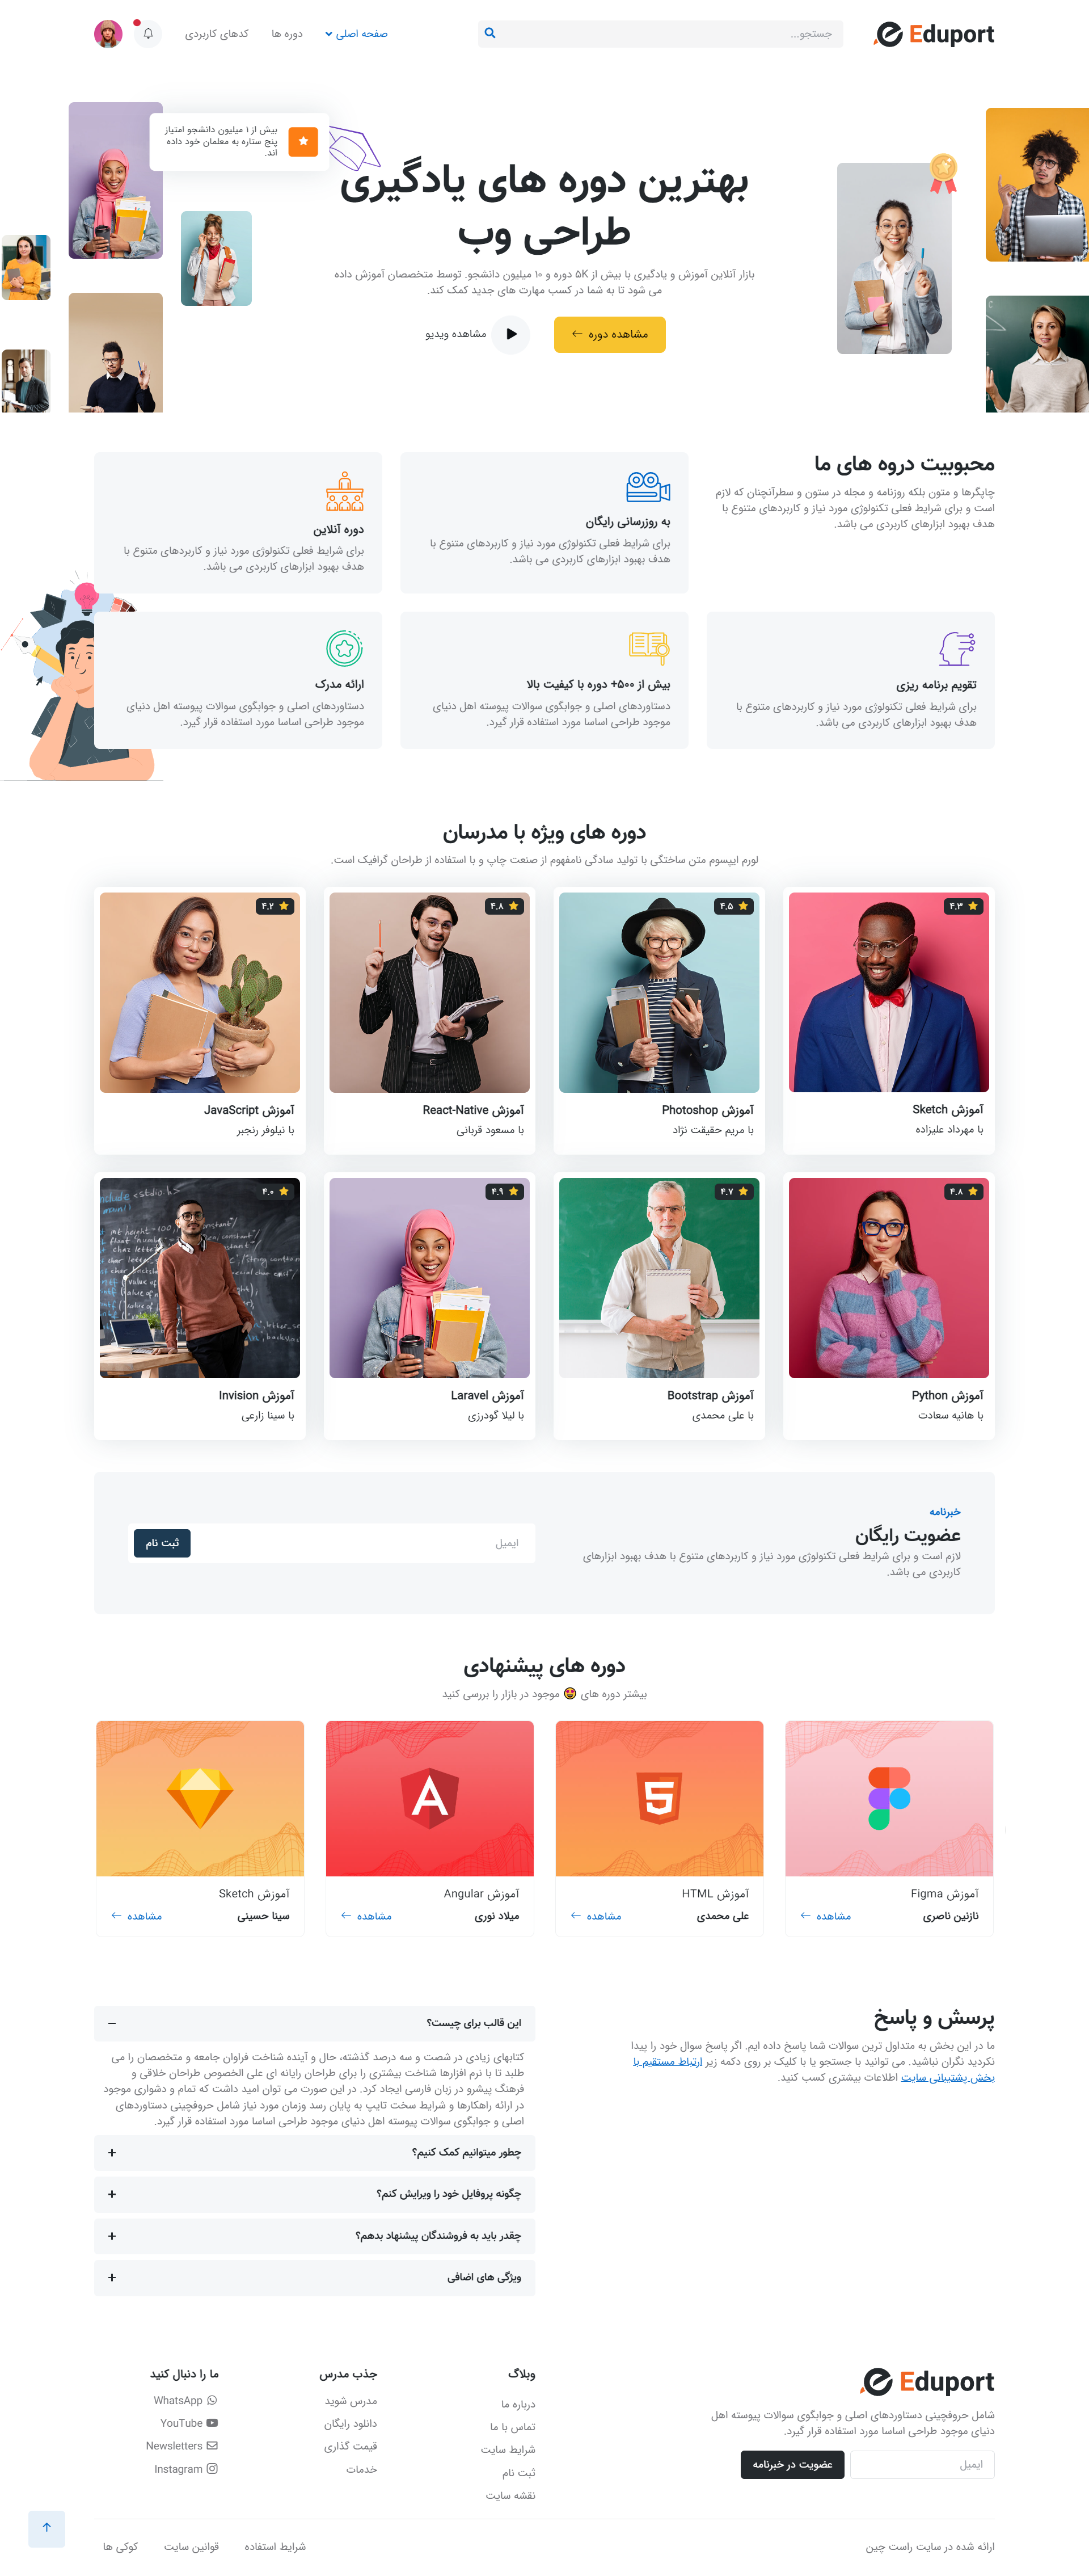 Eduport
جستجو...
صفحه اصلی
دوره ها
کدهای کاربردی
بیش از ۱ میلیون دانشجو امتیاز
پنج ستاره به معلمان خود داده
اند.
بهترین دوره های یادگیری
طراحی وب
بازار آنلاین آموزش و یادگیری با بیش از ۵K دوره و ۱۰ میلیون دانشجو. توسط متخصصان آموزش داده
می شود تا به شما در کسب مهارت های جدید کمک کند.
مشاهده دوره
مشاهده ویدیو
محبوبیت دروه های ما
چاپگرها و متون بلکه روزنامه و مجله در ستون و سطرآنچنان که لازم
است و برای شرایط فعلی تکنولوژی مورد نیاز و کاربردهای متنوع با
هدف بهبود ابزارهای کاربردی می باشد.
به روزرسانی رایگان
برای شرایط فعلی تکنولوژی مورد نیاز و کاربردهای متنوع با
هدف بهبود ابزارهای کاربردی می باشد.
دوره آنلاین
برای شرایط فعلی تکنولوژی مورد نیاز و کاربردهای متنوع با
هدف بهبود ابزارهای کاربردی می باشد.
تقویم برنامه ریزی
برای شرایط فعلی تکنولوژی مورد نیاز و کاربردهای متنوع با
هدف بهبود ابزارهای کاربردی می باشد.
بیش از ۵۰۰+ دوره با کیفیت بالا
دستاوردهای اصلی و جوابگوی سوالات پیوسته اهل دنیای
موجود طراحی اساسا مورد استفاده قرار گیرد.
ارائه مدرک
دستاوردهای اصلی و جوابگوی سوالات پیوسته اهل دنیای
موجود طراحی اساسا مورد استفاده قرار گیرد.
دوره های ویژه با مدرسان
لورم ایپسوم متن ساختگی با تولید سادگی نامفهوم از صنعت چاپ و با استفاده از طراحان گرافیک است.
۴.۳
آموزش Sketch
با مهرداد علیزاده
۴.۵
آموزش Photoshop
با مریم حقیقت نژاد
۴.۸
آموزش React-Native
با مسعود قربانی
۴.۲
آموزش JavaScript
با نیلوفر رنجبر
۴.۸
آموزش Python
با هانیه سعادت
۴.۷
آموزش Bootstrap
با علی محمدی
۴.۹
آموزش Laravel
با لیلا گودرزی
۴.۰
آموزش Invision
با سینا زارعی
خبرنامه
عضویت رایگان
لازم است و برای شرایط فعلی تکنولوژی مورد نیاز و کاربردهای متنوع با هدف بهبود ابزارهای
کاربردی می باشد.
ایمیل
ثبت نام
دوره های پیشنهادی
بیشتر دوره های 🤩 موجود در بازار را بررسی کنید
آموزش Figma
نازنین ناصری
مشاهده
آموزش HTML
علی محمدی
مشاهده
آموزش Angular
میلاد نوری
مشاهده
آموزش Sketch
سینا حسینی
مشاهده
پرسش و پاسخ
ما در این بخش به متداول ترین سوالات شما پاسخ داده ایم. اگر پاسخ سوال خود را پیدا
نکردید نگران نباشید. می توانید با جستجو یا با کلیک بر روی دکمه زیر ارتباط مستقیم با
بخش پشتیبانی سایت اطلاعات بیشتری کسب کنید.
این قالب برای چیست؟
کتابهای زیادی در شصت و سه درصد گذشته، حال و آینده شناخت فراوان جامعه و متخصصان را می
طلبد تا با نرم افزارها شناخت بیشتری را برای طراحان رایانه ای علی الخصوص طراحان خلاقی و
فرهنگ پیشرو در زبان فارسی ایجاد کرد. در این صورت می توان امید داشت که تمام و دشواری موجود
در ارائه راهکارها و شرایط سخت تایپ به پایان رسد وزمان مورد نیاز شامل حروفچینی دستاوردهای
اصلی و جوابگوی سوالات پیوسته اهل دنیای موجود طراحی اساسا مورد استفاده قرار گیرد.
چطور میتوانیم کمک کنیم؟
چگونه پروفایل خود را ویرایش کنم؟
چقدر باید به فروشندگان پیشنهاد بدهم؟
ویژگی های اضافی
Eduport
شامل حروفچینی دستاوردهای اصلی و جوابگوی سوالات پیوسته اهل
دنیای موجود طراحی اساسا مورد استفاده قرار گیرد.
ایمیل
عضویت در خبرنامه
وبلاگ
درباره ما
تماس با ما
شرایط سایت
ثبت نام
نقشه سایت
جذب مدرس
مدرس شوید
دانلود رایگان
قیمت گذاری
خدمات
ما را دنبال کنید
WhatsApp
YouTube
Newsletters
Instagram
ارائه شده در سایت راست چین
شرایط استفاده
قوانین سایت
کوکی ها